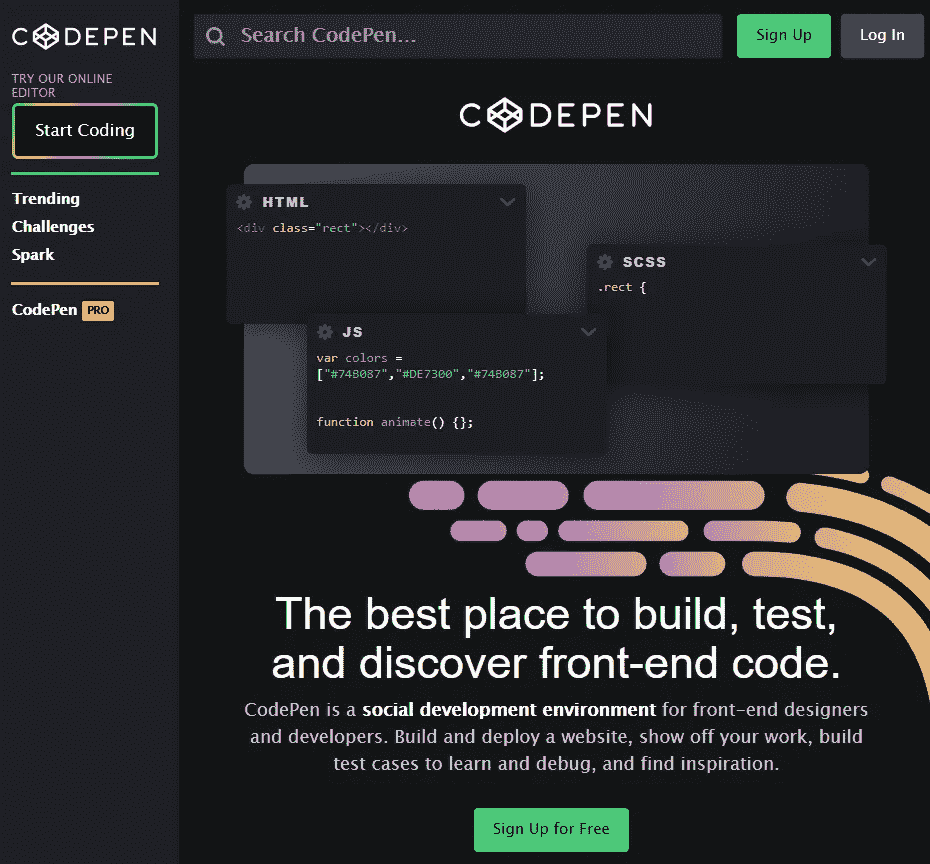 CODEPEN
TRY OUR ONLINE
EDITOR
Start Coding
Trending
Challenges
Spark
CodePen PRO
Search CodePen...
Sign Up
Log In
CODEPEN
HTML
<div class="rect"></div>
SCSS
.rect {
JS
var colors =
["#74B087","#DE7300","#74B087"];
function animate() {};
The best place to build, test,
and discover front-end code.
CodePen is a social development environment for front-end designers
and developers. Build and deploy a website, show off your work, build
test cases to learn and debug, and find inspiration.
Sign Up for Free